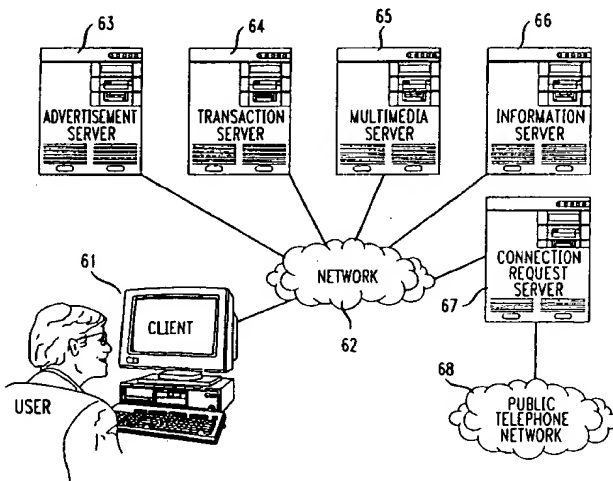 63
64
65
66
ADVERTISEMENT
SERVER
TRANSACTION
SERVER
MULTIMEDIA
SERVER
INFORMATION
SERVER
61
NETWORK
62
CONNECTION
REQUEST
SERVER
67
CLIENT
USER
68
PUBLIC
TELEPHONE
NETWORK